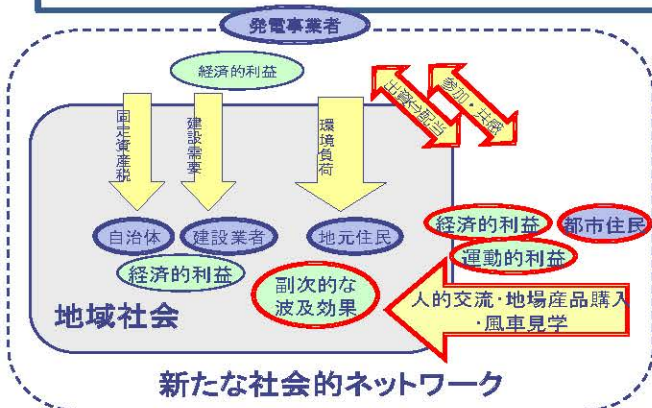 発電事業者
経済的利益
固定資産税
建設需要
環境負荷
出資分配当
参加・共感
自治体
建設業者
地元住民
経済的利益
経済的利益
都市住民
運動的利益
副次的な
波及効果
人的交流・地場産品購入
・風車見学
地域社会
新たな社会的ネットワーク